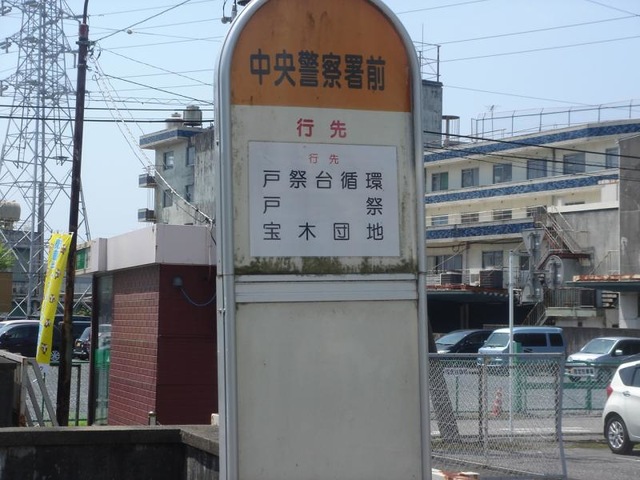 中央警察署前
行先
行先
戸祭台循環
戸祭
宝木団地